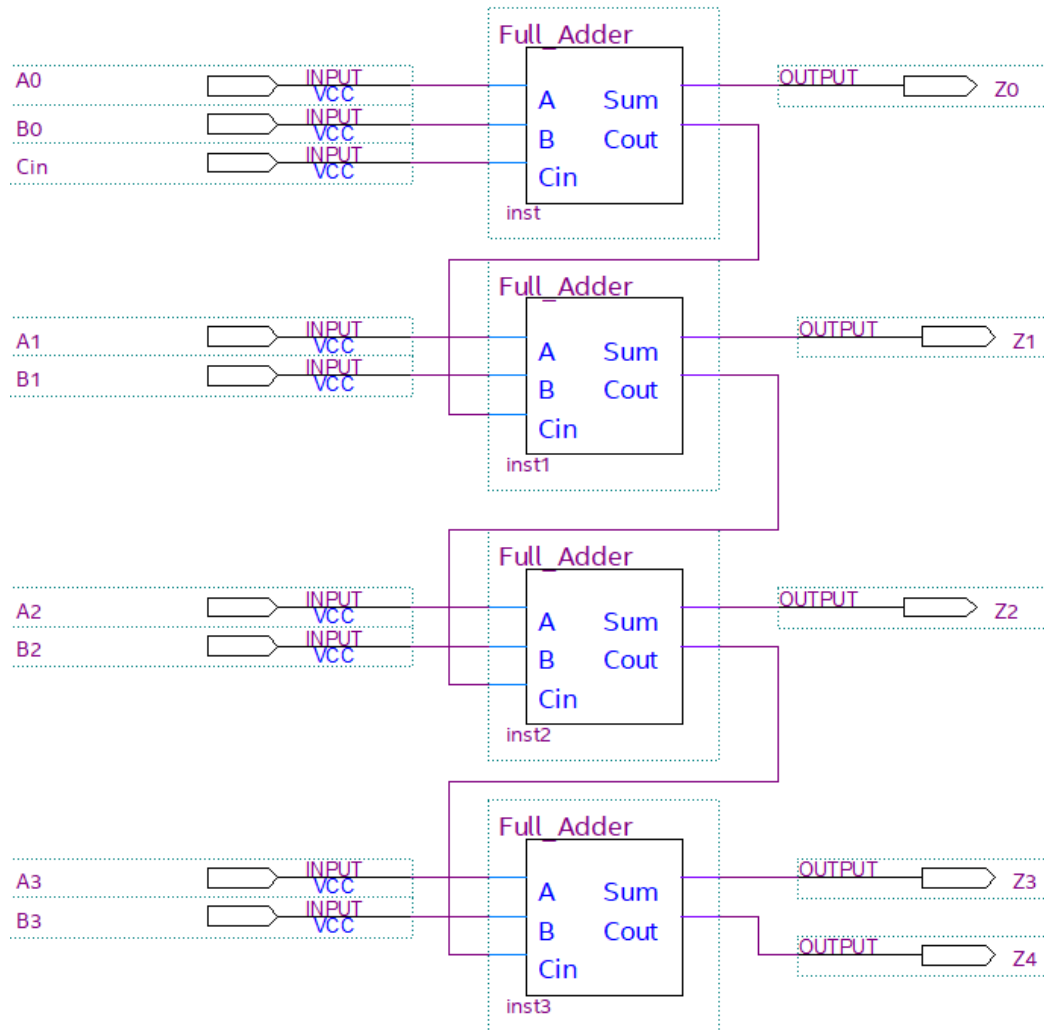 Full_Adder
A0 INPUT VCC A Sum OUTPUT Z0
B0 INPUT VCC B Cout
Cin INPUT VCC Cin
inst
Full_Adder
A1 INPUT VCC A Sum OUTPUT Z1
B1 INPUT VCC B Cout
Cin
inst1
Full_Adder
A2 INPUT VCC A Sum OUTPUT Z2
B2 INPUT VCC B Cout
Cin
inst2
Full_Adder
A3 INPUT VCC A Sum OUTPUT Z3
B3 INPUT VCC B Cout
OUTPUT Z4
Cin
inst3